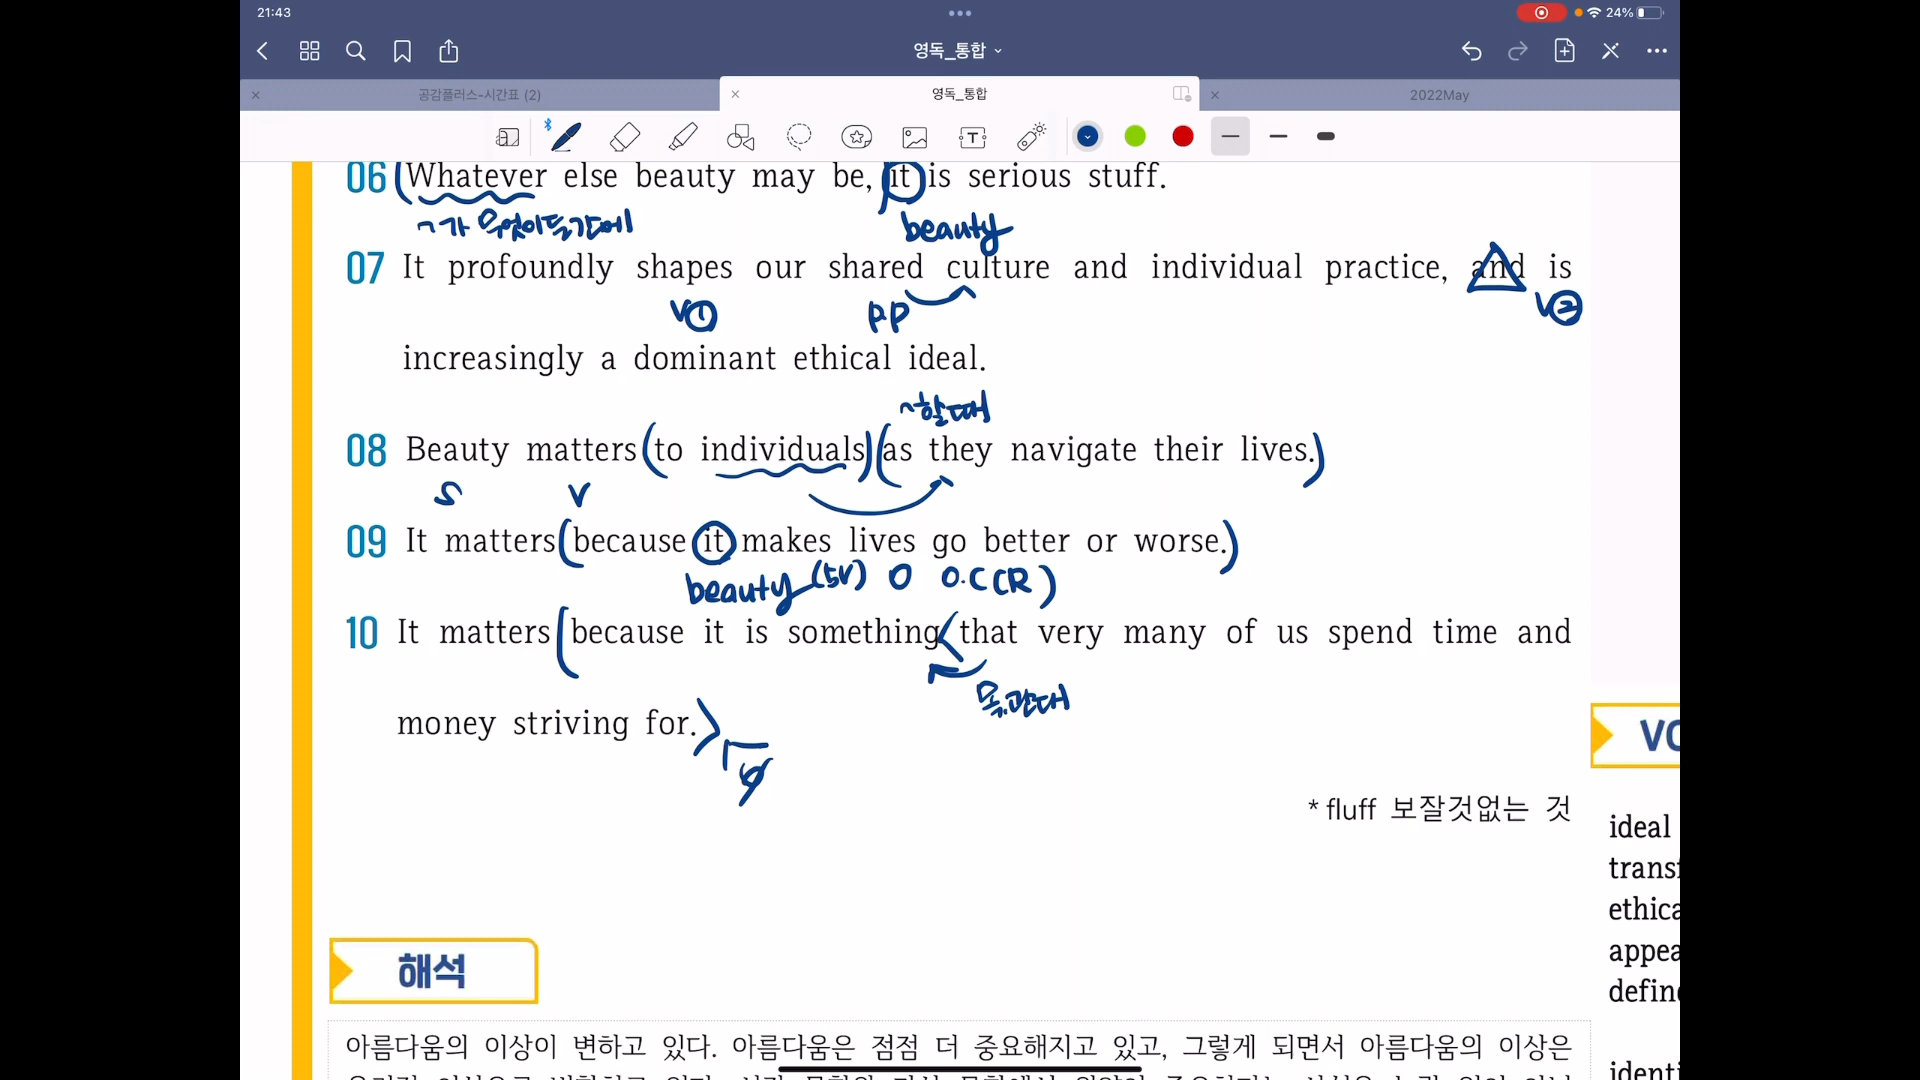 21:43
24%
영독_통합
공감플러스-시간표 (2)
영독_통합
2022May
06 Whatever else beauty may be, it is serious stuff.
~가 무엇이든간에
beauty
07 It profoundly shapes our shared culture and individual practice, and is
V① P.P V②
increasingly a dominant ethical ideal.
~할 때에
08 Beauty matters (to individuals) (as they navigate their lives.)
S V
09 It matters (because it makes lives go better or worse.)
beauty (5V) O O.C (R)
10 It matters (because it is something <that very many of us spend time and
목.관대
money striving for.>
* fluff 보잘것없는 것
해석
아름다움의 이상이 변하고 있다. 아름다움은 점점 더 중요해지고 있고, 그렇게 되면서 아름다움의 이상은
ideal